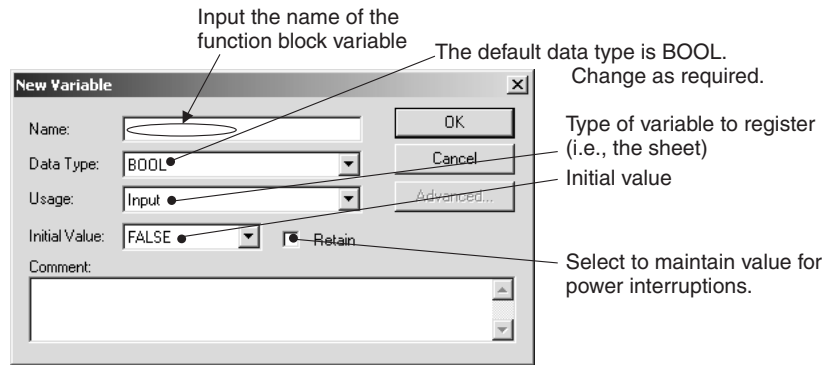 Input the name of the
function block variable
The default data type is BOOL.
Change as required.
New Variable
Name:
OK
Type of variable to register
(i.e., the sheet)
Data Type:
BOOL
Cancel
Initial value
Usage:
Input
Advanced...
Initial Value:
FALSE
Retain
Select to maintain value for
power interruptions.
Comment: